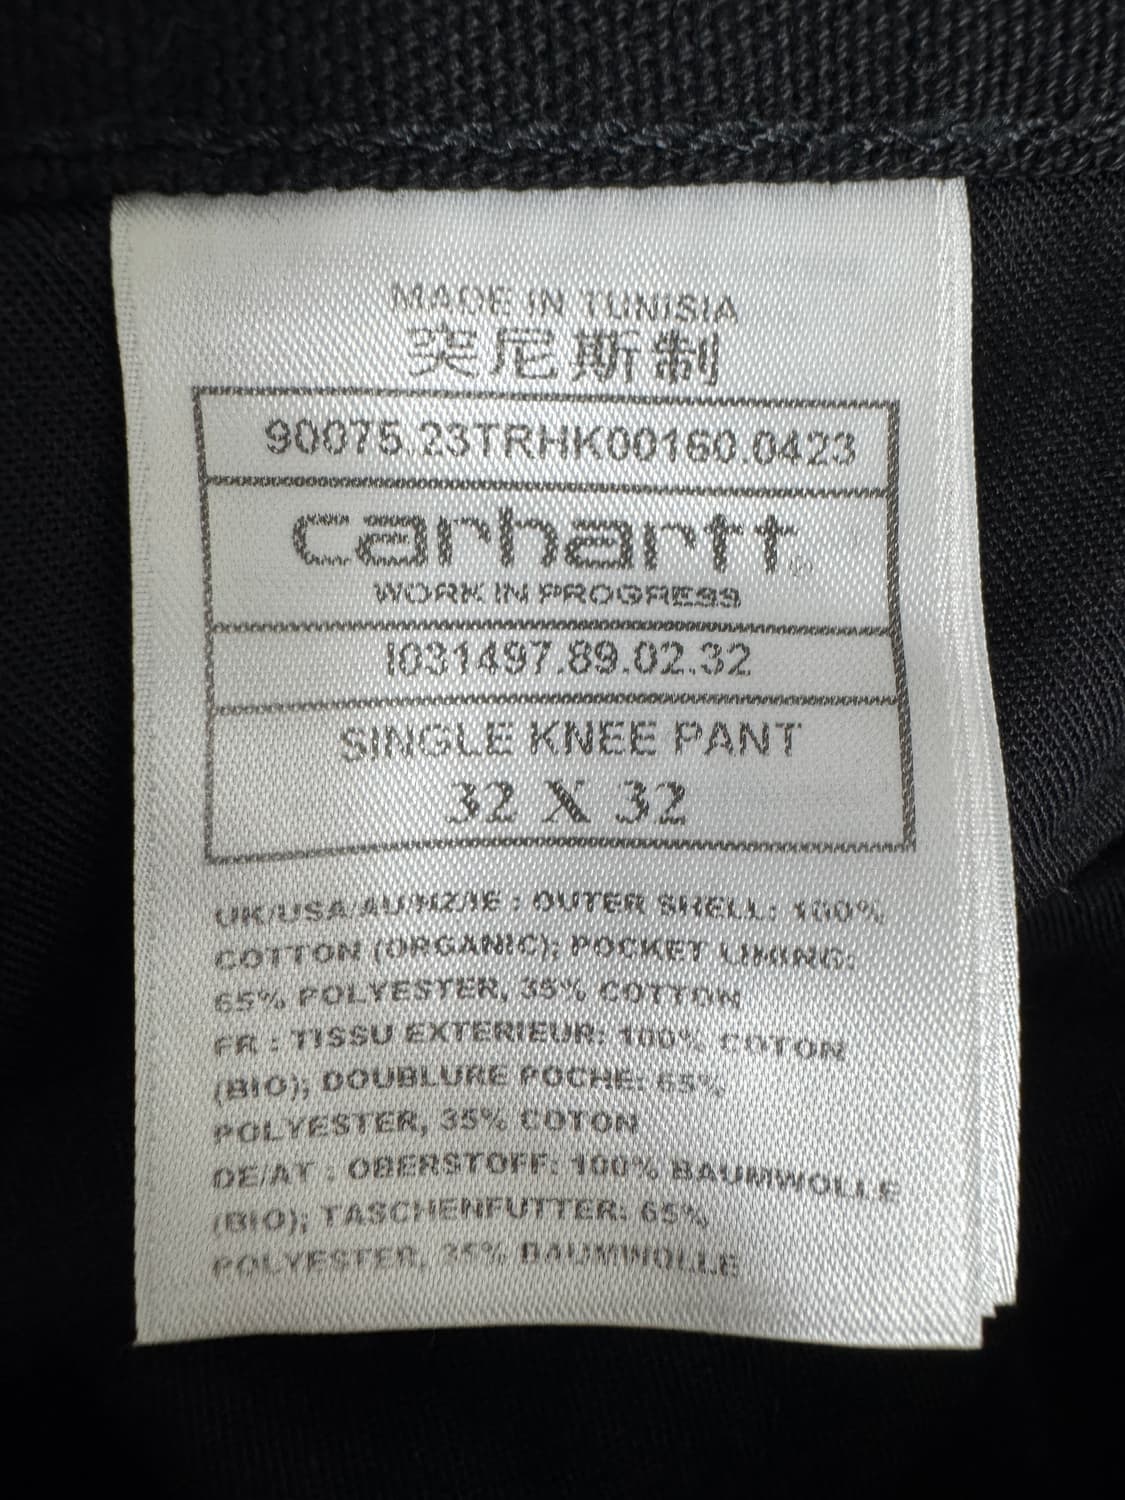 MADE IN TUNISIA
突尼斯制
90075.23TRHK00160.0423
carhartt®
WORK IN PROGRESS
I031497.89.02.32
SINGLE KNEE PANT
32 X 32
UK/USA/AU/NZ/IE : OUTER SHELL: 100%
COTTON (ORGANIC); POCKET LINING:
65% POLYESTER, 35% COTTON
FR : TISSU EXTERIEUR: 100% COTON
(BIO); DOUBLURE POCHE: 65%
POLYESTER, 35% COTON
DE/AT : OBERSTOFF: 100% BAUMWOLLE
(BIO); TASCHENFUTTER: 65%
POLYESTER, 35% BAUMWOLLE